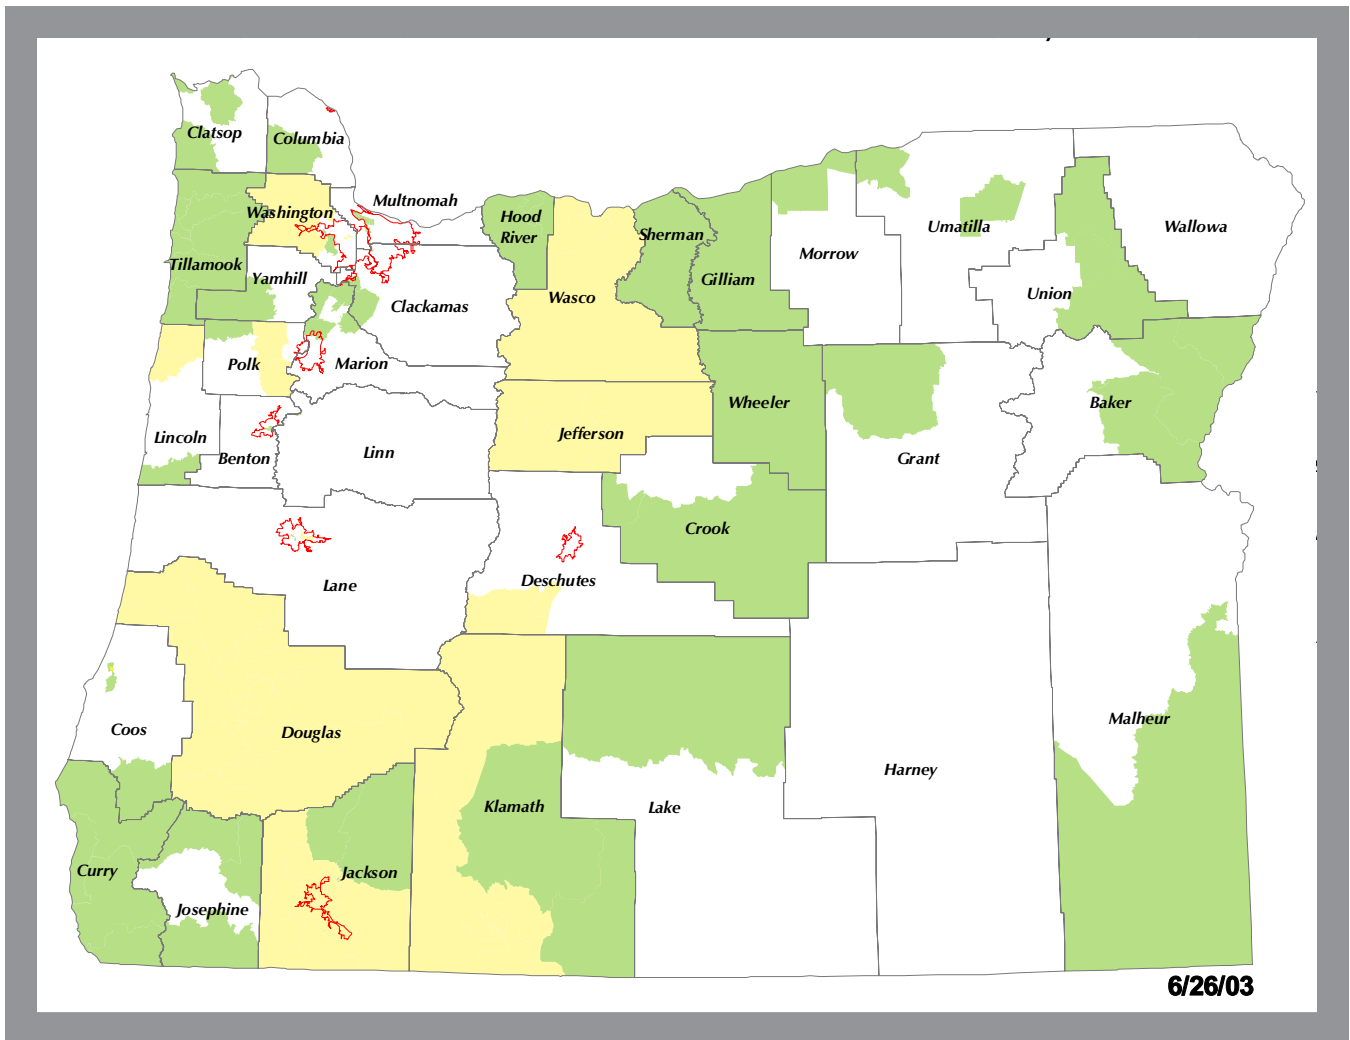 Clatsop
Columbia
Multnomah
Washington
Hood
River
Sherman
Umatilla
Wallowa
Tillamook
Yamhill
Gilliam
Morrow
Union
Wasco
Clackamas
Polk
Marion
Wheeler
Baker
Lincoln
Jefferson
Benton
Linn
Grant
Crook
Lane
Deschutes
Malheur
Coos
Douglas
Harney
Klamath
Lake
Curry
Jackson
Josephine
6/26/03